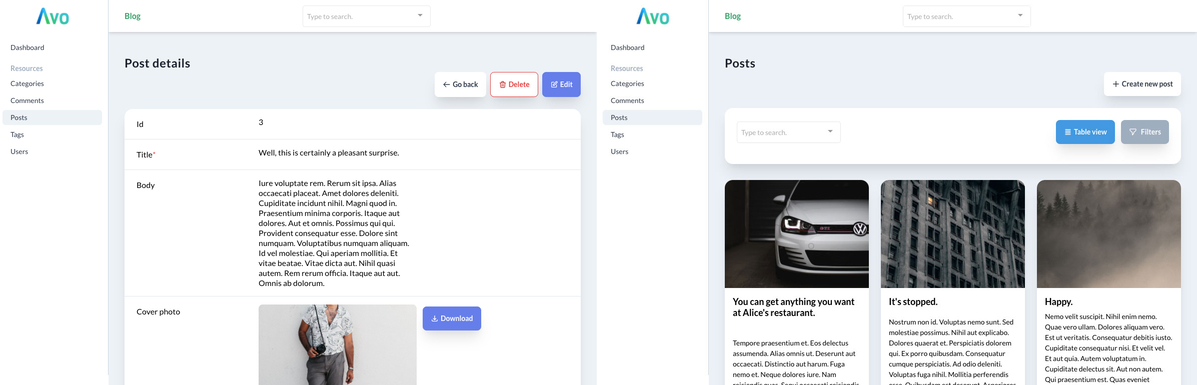 Avo
Blog
Type to search.
Dashboard
Resources
Categories
Comments
Posts
Tags
Users
Post details
Go back
Delete
Edit
Id
3
Title*
Well, this is certainly a pleasant surprise.
Body
Iure voluptate rem. Rerum sit ipsa. Alias
occaecati placeat. Amet dolores deleniti.
Cupiditate incidunt nihil. Magni quod in.
Praesentium minima corporis. Itaque aut
dolores. Aut et omnis. Possimus qui qui.
Provident consequatur esse. Dolore sint
numquam. Voluptatibus numquam aliquam.
Id vel molestiae. Qui aperiam mollitia. Et
vitae beatae. Vitae dicta aut. Nihil quasi
autem. Rem rerum officia. Itaque aut aut.
Omnis ab dolorum.
Cover photo
Download
Avo
Blog
Type to search.
Dashboard
Resources
Categories
Comments
Posts
Tags
Users
Posts
Create new post
Type to search.
Table view
Filters
You can get anything you want
at Alice's restaurant.
Tempore praesentium et. Eos delectus
assumenda. Alias omnis ut. Deserunt aut
occaecati. Distinctio aut harum. Fuga
nemo et. Neque dolores iure. Nam
It's stopped.
Nostrum non id. Voluptas nemo sunt. Sed
molestiae possimus. Nihil aut explicabo.
Dolores quaerat et. Perspiciatis dolorem
qui. Ex porro quibusdam. Consequatur
cumque perspiciatis. Ad odio deleniti.
Voluptas fuga nihil. Mollitia perferendis
Happy.
Nemo velit suscipit. Nihil enim nemo.
Quae vero ullam. Dolores aliquam vero.
Est ut veritatis. Consequatur debitis iusto.
Cupiditate consequatur nisi. Et velit vel.
Et aut quia. Autem voluptatum in.
Cupiditate delectus sit. Aut non autem.
Qui praesentium est. Quas eveniet